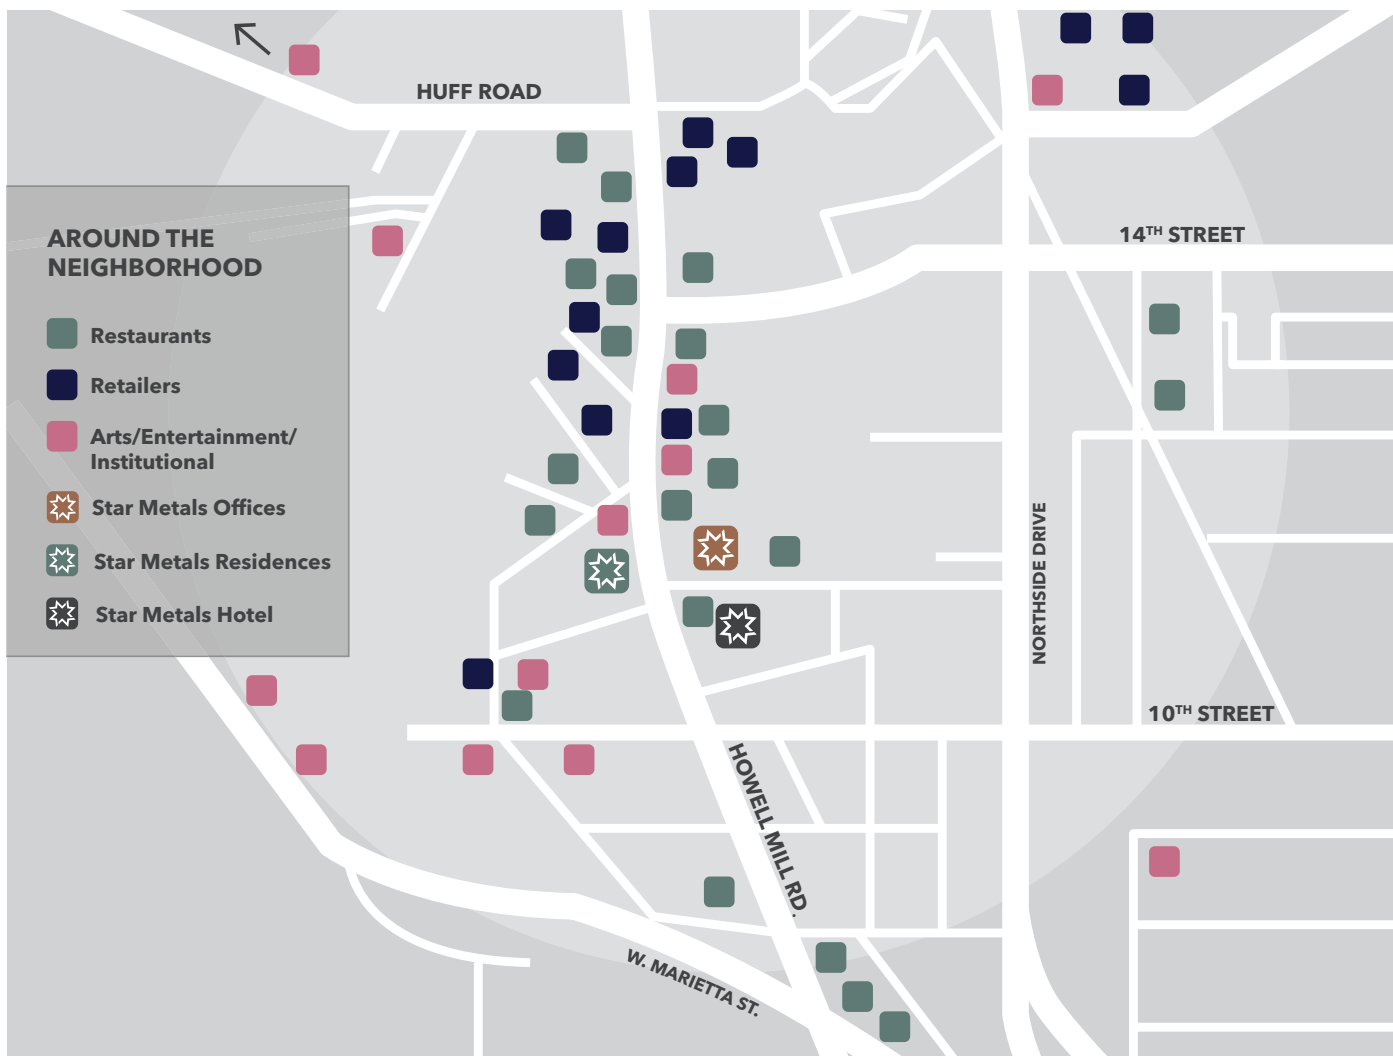 HUFF ROAD
14TH STREET
AROUND THE
NEIGHBORHOOD
Restaurants
Retailers
Arts/Entertainment/
Institutional
Star Metals Offices
Star Metals Residences
Star Metals Hotel
NORTHSIDE DRIVE
10TH STREET
HOWELL MILL RD.
W. MARIETTA ST.